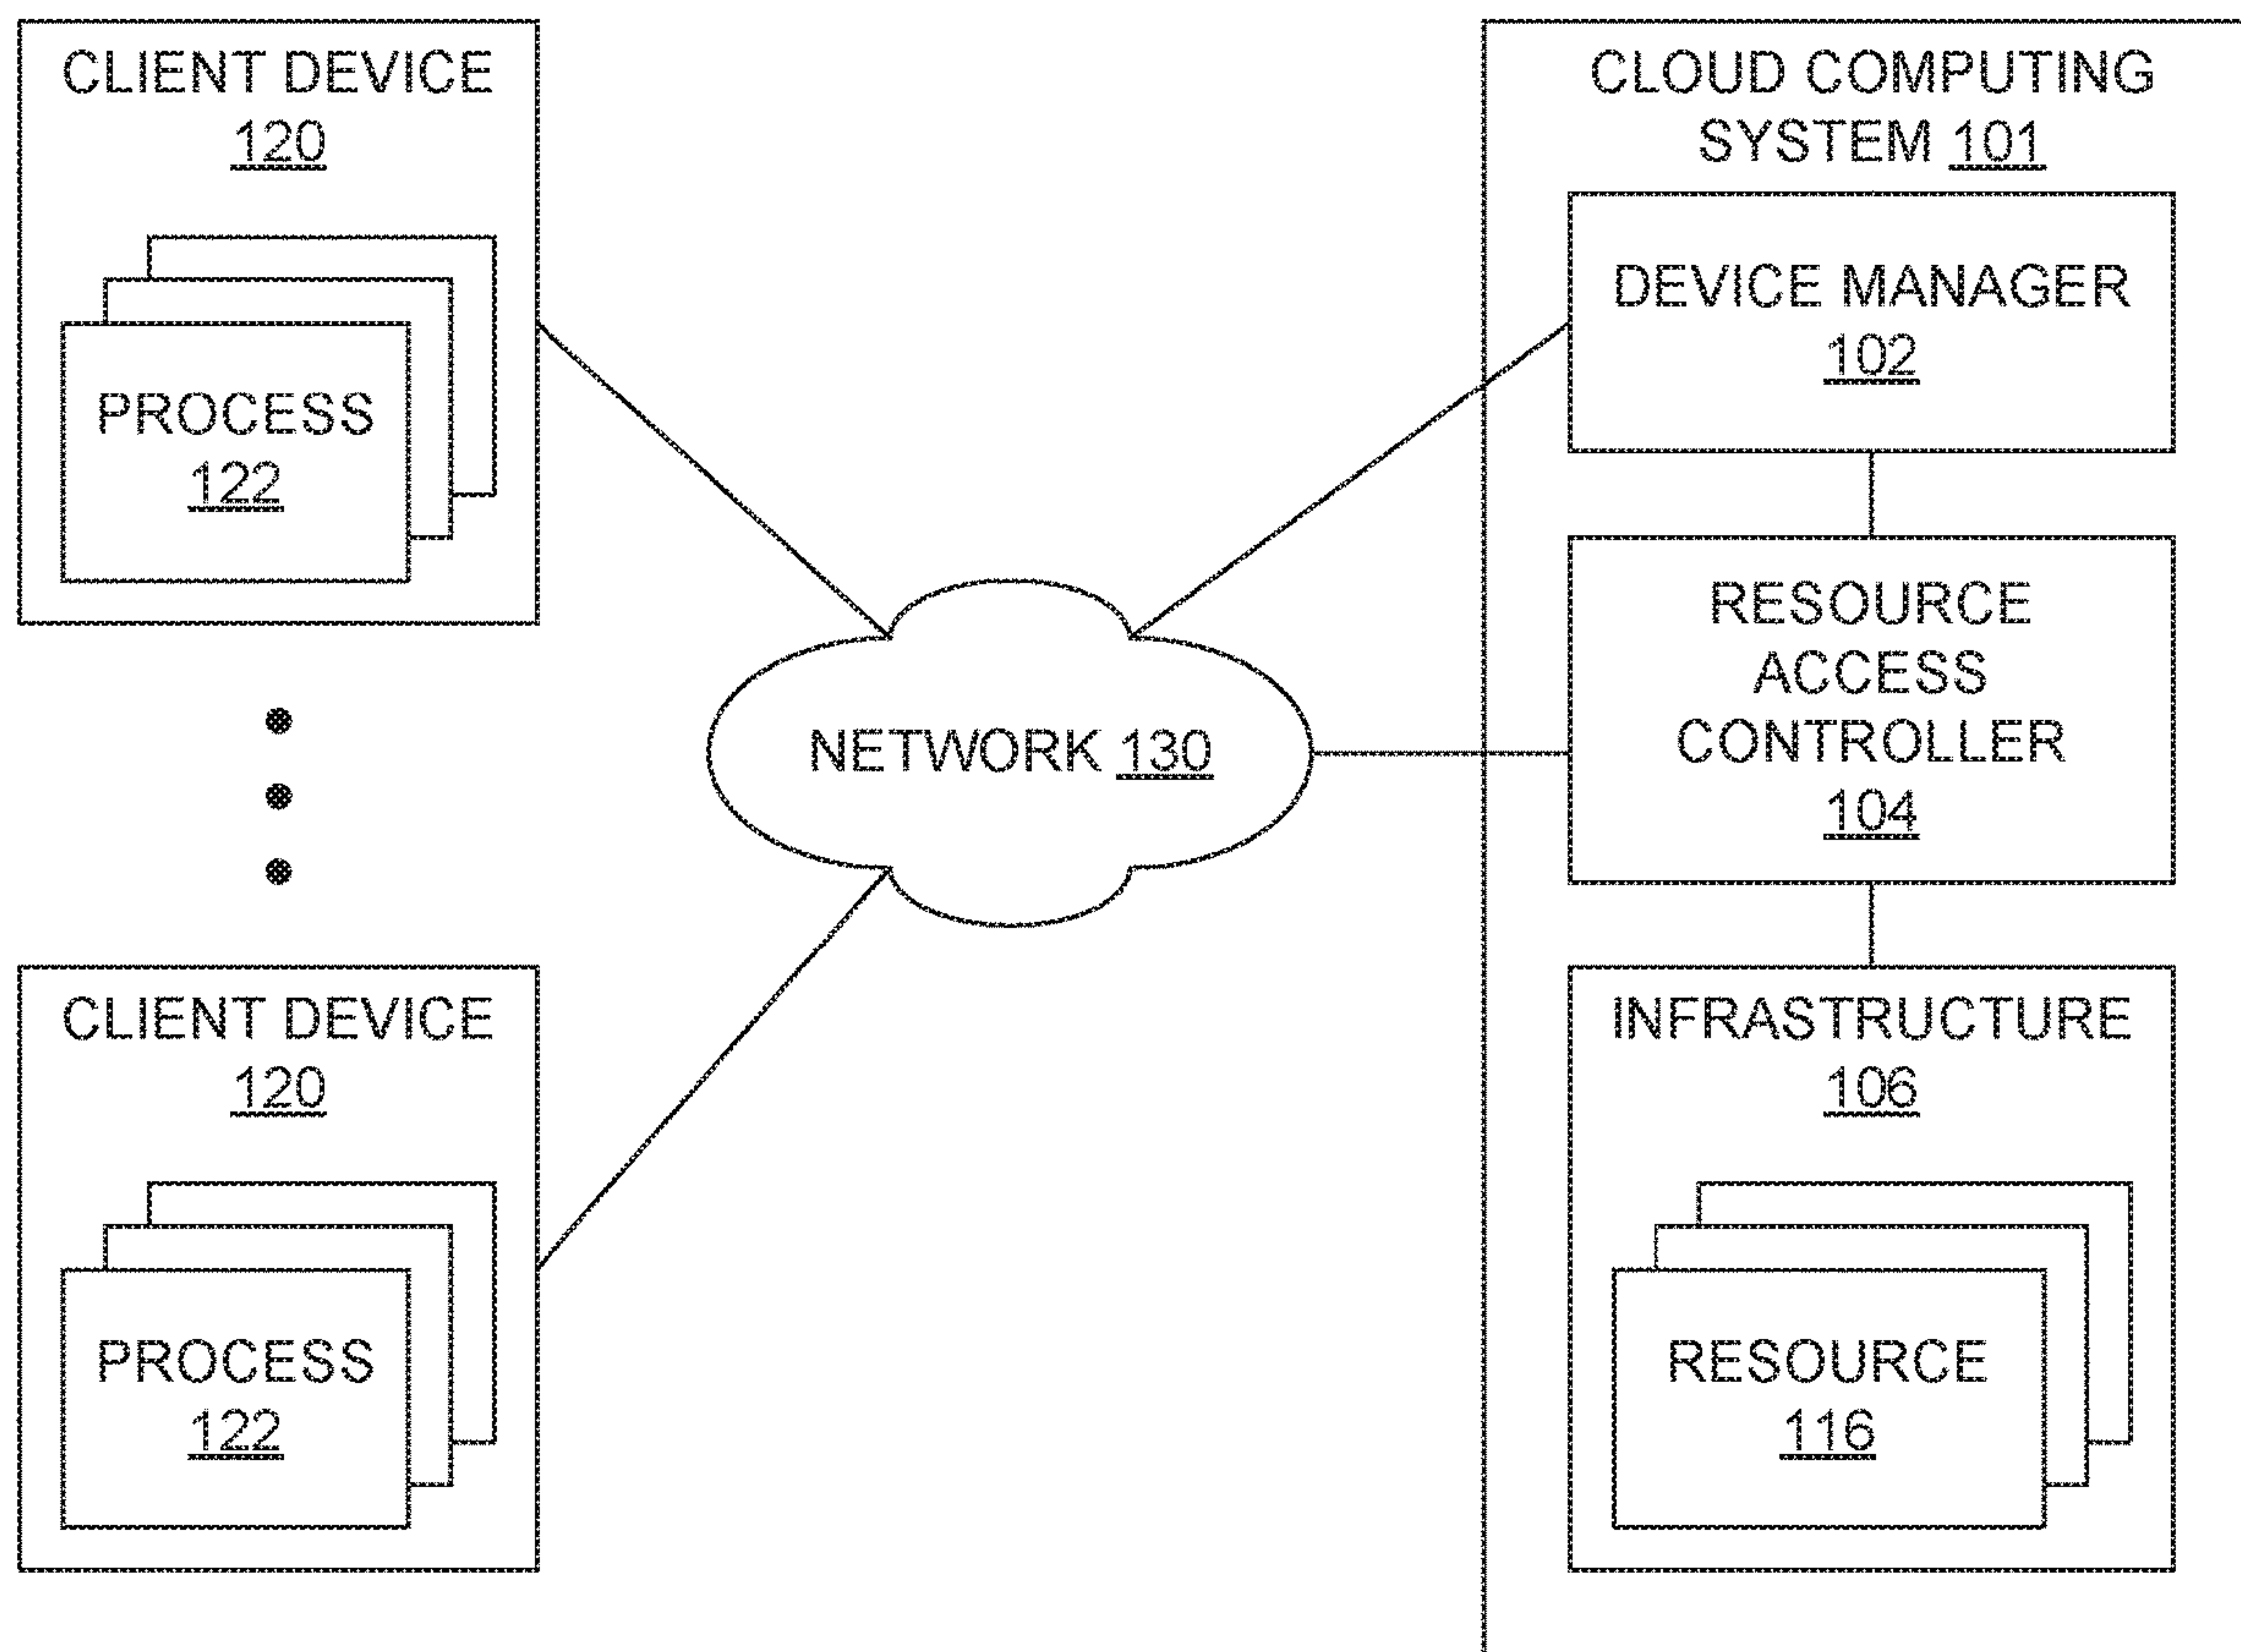 CLIENT DEVICE
120
PROCESS
122
CLIENT DEVICE
120
PROCESS
122
NETWORK 130
CLOUD COMPUTING
SYSTEM 101
DEVICE MANAGER
102
RESOURCE
ACCESS
CONTROLLER
104
INFRASTRUCTURE
106
RESOURCE
116